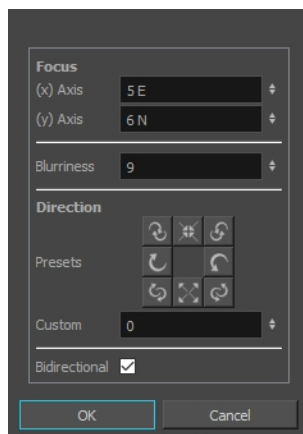 Focus
(x) Axis 5 E
(y) Axis 6 N
Blurriness 9
Direction
Presets
Custom 0
Bidirectional
OK Cancel